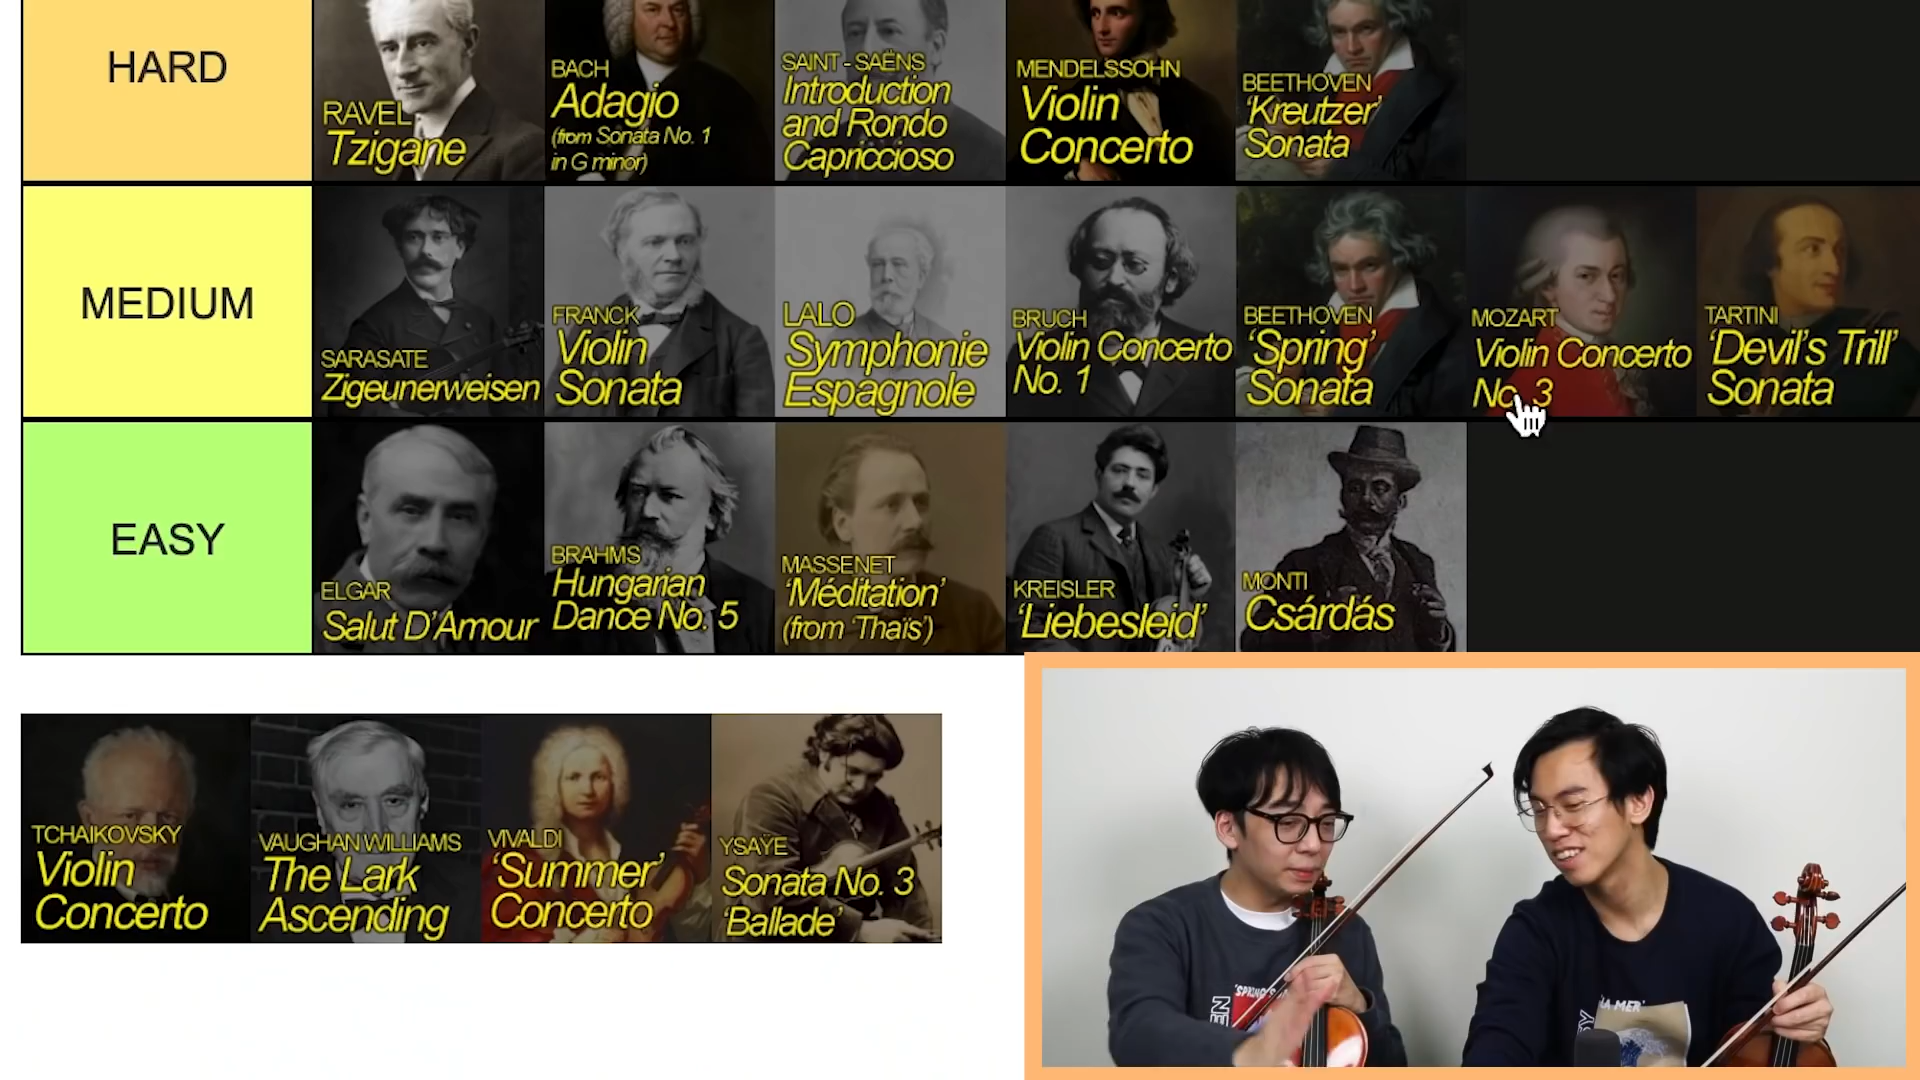 HARD
RAVEL
Tzigane
BACH
Adagio
(from Sonata No. 1
in G minor)
SAINT - SAËNS
Introduction
and Rondo
Capriccioso
MENDELSSOHN
Violin
Concerto
BEETHOVEN
'Kreutzer'
Sonata
MEDIUM
SARASATE
Zigeunerweisen
FRANCK
Violin
Sonata
LALO
Symphonie
Espagnole
BRUCH
Violin Concerto
No. 1
BEETHOVEN
'Spring'
Sonata
MOZART
Violin Concerto
No. 3
TARTINI
'Devil's Trill'
Sonata
EASY
ELGAR
Salut D'Amour
BRAHMS
Hungarian
Dance No. 5
MASSENET
'Méditation'
(from 'Thaïs')
KREISLER
'Liebesleid'
MONTI
Csárdás
TCHAIKOVSKY
Violin
Concerto
VAUGHAN WILLIAMS
The Lark
Ascending
VIVALDI
'Summer'
Concerto
YSAŸE
Sonata No. 3
'Ballade'
LA MER'